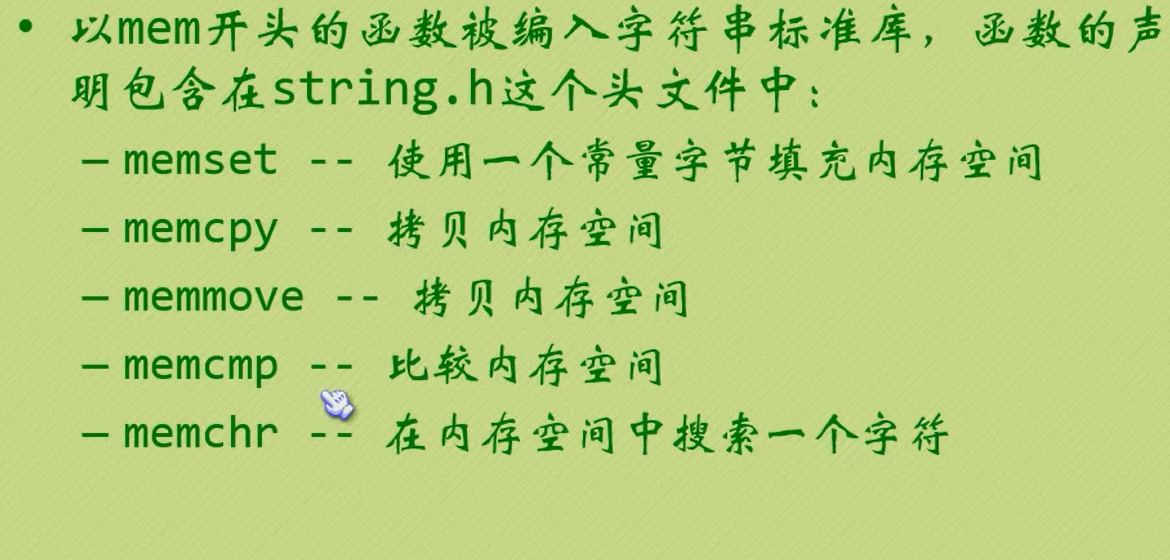 • 以mem开头的函数被编入字符串标准库，函数的声
明包含在string.h这个头文件中：
– memset -- 使用一个常量字节填充内存空间
– memcpy -- 拷贝内存空间
– memmove -- 拷贝内存空间
– memcmp -- 比较内存空间
– memchr -- 在内存空间中搜索一个字符